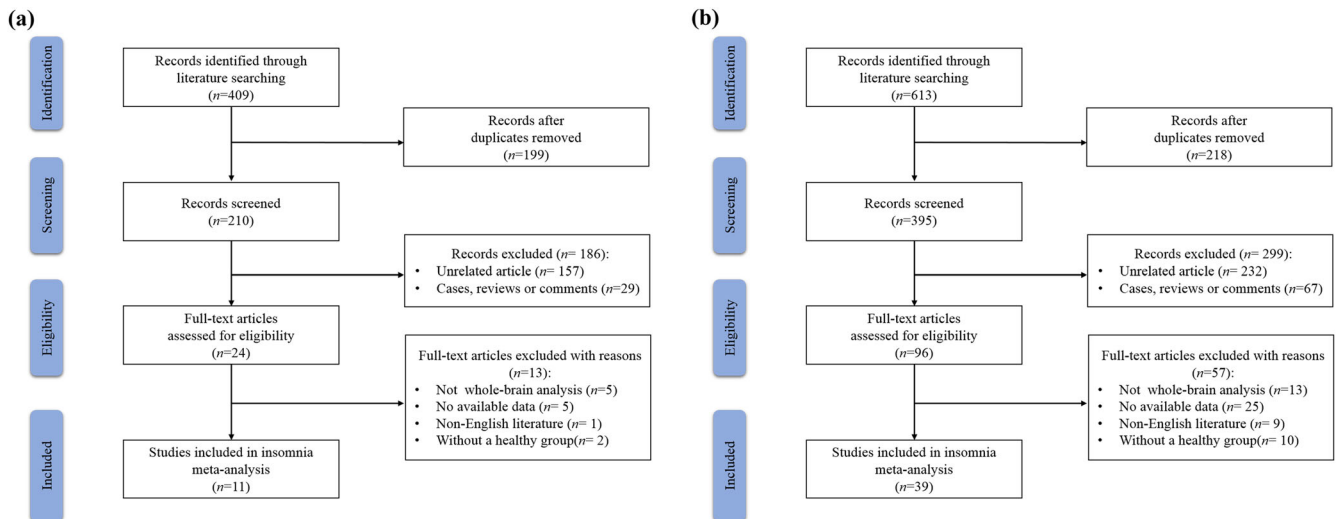 (a)
Identification
Records identified through
literature searching
(n=409)
Records after
duplicates removed
(n=199)
Screening
Records screened
(n=210)
Records excluded (n= 186):
• Unrelated article (n= 157)
• Cases, reviews or comments (n=29)
Eligibility
Full-text articles
assessed for eligibility
(n=24)
Full-text articles excluded with reasons
(n=13):
• Not whole-brain analysis (n=5)
• No available data (n= 5)
• Non-English literature (n= 1)
• Without a healthy group(n= 2)
Included
Studies included in insomnia
meta-analysis
(n=11)
(b)
Identification
Records identified through
literature searching
(n=613)
Records after
duplicates removed
(n=218)
Screening
Records screened
(n=395)
Records excluded (n= 299):
• Unrelated article (n= 232)
• Cases, reviews or comments (n=67)
Eligibility
Full-text articles
assessed for eligibility
(n=96)
Full-text articles excluded with reasons
(n=57):
• Not whole-brain analysis (n=13)
• No available data (n= 25)
• Non-English literature (n= 9)
• Without a healthy group(n= 10)
Included
Studies included in insomnia
meta-analysis
(n=39)